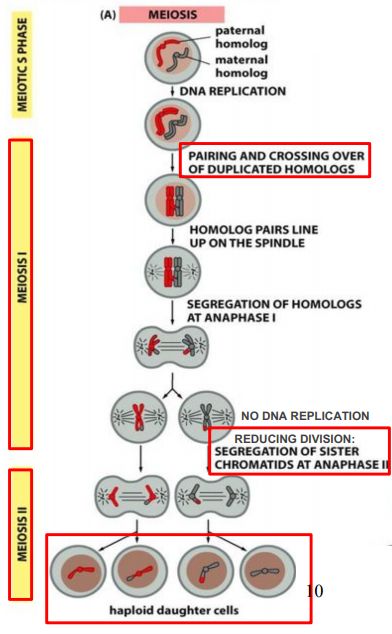 (A) MEIOSIS
MEIOTIC S PHASE
paternal
homolog
maternal
homolog
DNA REPLICATION
MEIOSIS I
PAIRING AND CROSSING OVER
OF DUPLICATED HOMOLOGS
HOMOLOG PAIRS LINE
UP ON THE SPINDLE
SEGREGATION OF HOMOLOGS
AT ANAPHASE I
NO DNA REPLICATION
REDUCING DIVISION:
SEGREGATION OF SISTER
CHROMATIDS AT ANAPHASE II
MEIOSIS II
haploid daughter cells
10